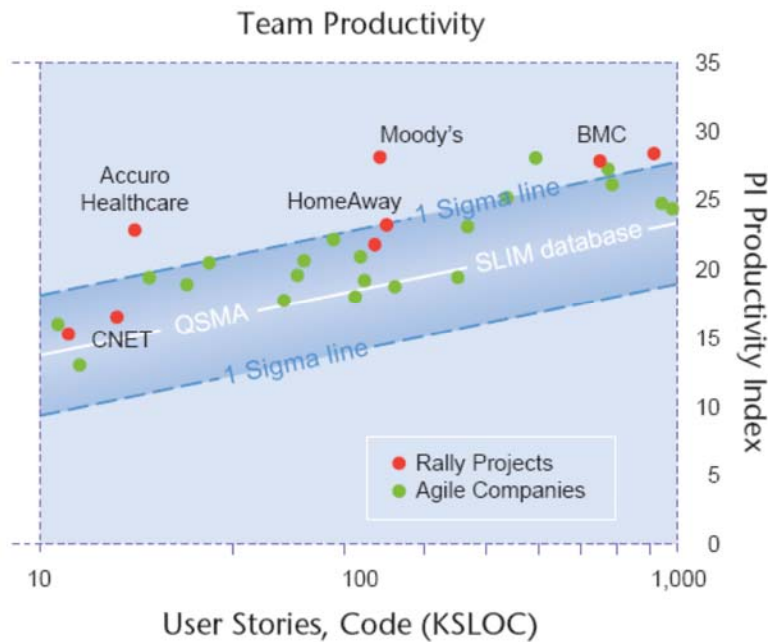 Team Productivity
35
30
25
20
15
10
5
0
PI Productivity Index
Moody's
BMC
Accuro
Healthcare
HomeAway
1 Sigma line
SLIM database
QSMA
CNET
1 Sigma line
Rally Projects
Agile Companies
10
100
1,000
User Stories, Code (KSLOC)